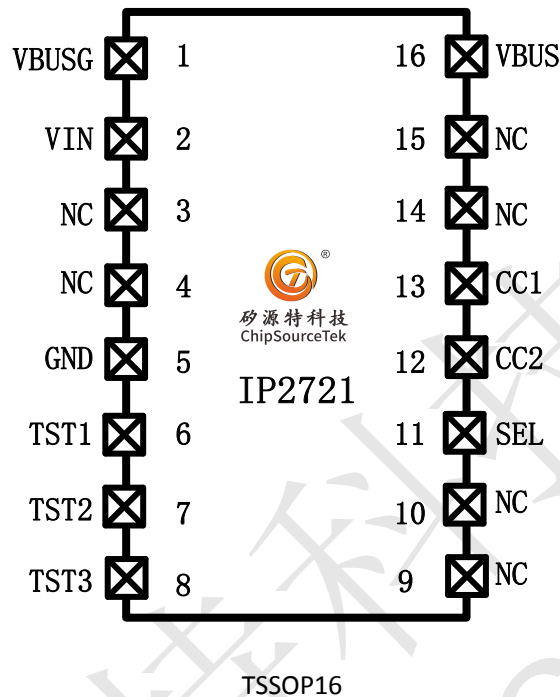 VBUSG 1 16 VBUS
VIN 2 15 NC
NC 3 14 NC
NC 4 13 CC1
®
矽源特科技
ChipSourceTek
GND 5 12 CC2
IP2721
TST1 6 11 SEL
TST2 7 10 NC
TST3 8 9 NC
TSSOP16